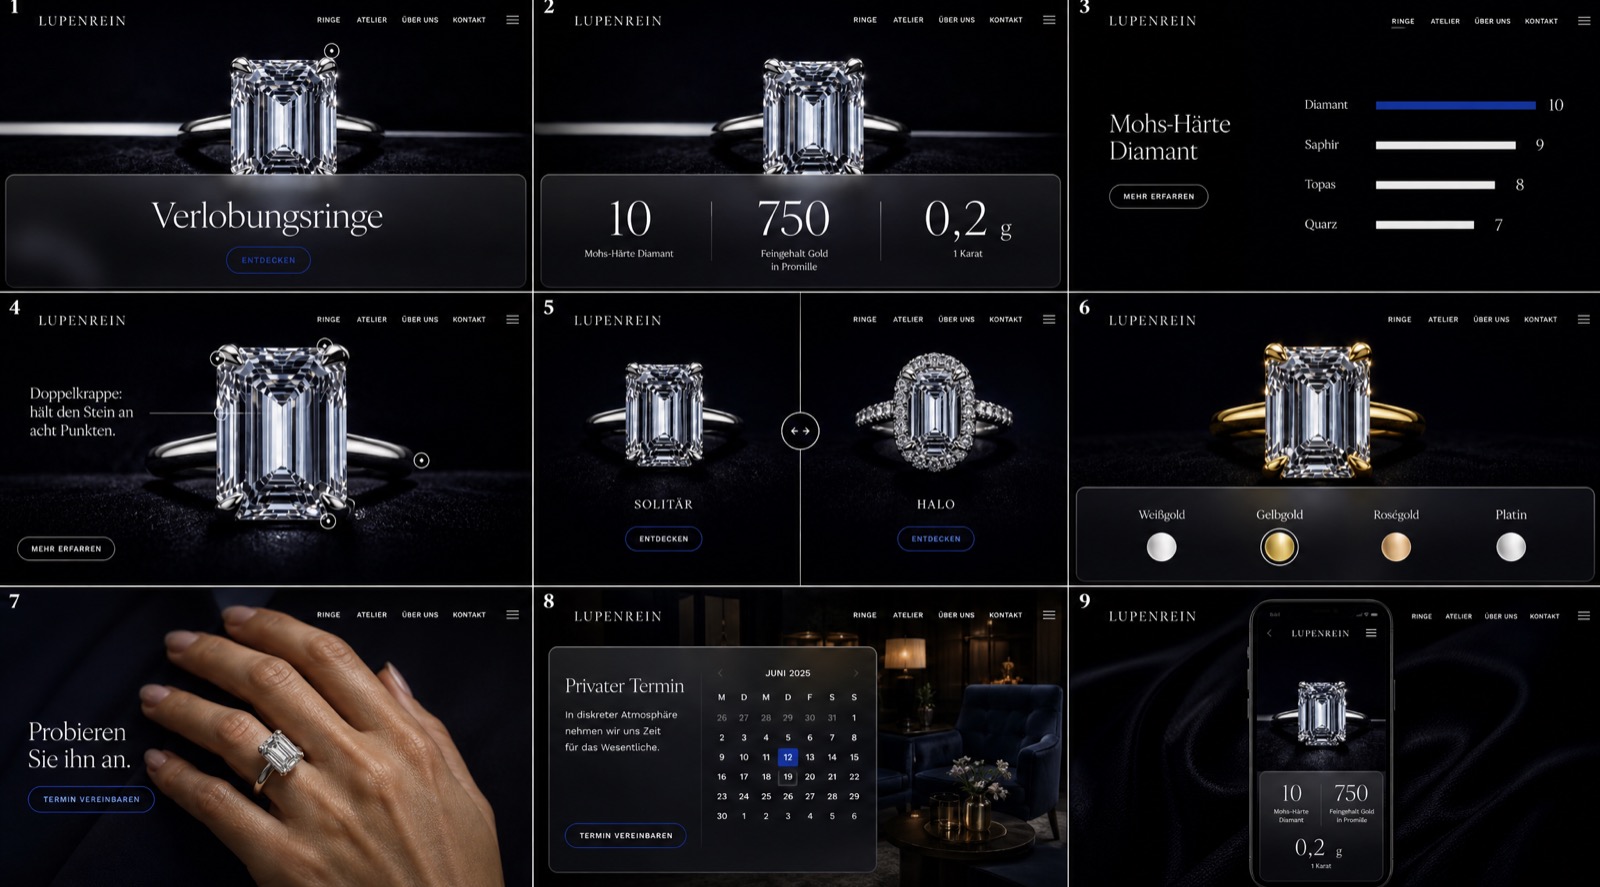 1
LUPENREIN
RINGE ATELIER ÜBER UNS KONTAKT
Verlobungsringe
ENTDECKEN
2
LUPENREIN
RINGE ATELIER ÜBER UNS KONTAKT
10
Mohs-Härte Diamant
750
Feingehalt Gold
in Promille
0,2 g
1 Karat
3
LUPENREIN
RINGE ATELIER ÜBER UNS KONTAKT
Mohs-Härte
Diamant
MEHR ERFARREN
Diamant 10
Saphir 9
Topas 8
Quarz 7
4
LUPENREIN
RINGE ATELIER ÜBER UNS KONTAKT
Doppelkrappe:
hält den Stein an
acht Punkten.
MEHR ERFARREN
5
LUPENREIN
RINGE ATELIER ÜBER UNS KONTAKT
SOLITÄR
ENTDECKEN
HALO
ENTDECKEN
6
LUPENREIN
RINGE ATELIER ÜBER UNS KONTAKT
Weißgold Gelbgold Roségold Platin
7
RINGE ATELIER ÜBER UNS KONTAKT
Probieren
Sie ihn an.
TERMIN VEREINBAREN
8
LUPENREIN
RINGE ATELIER ÜBER UNS KONTAKT
Privater Termin
In diskreter Atmosphäre
nehmen wir uns Zeit
für das Wesentliche.
TERMIN VEREINBAREN
JUNI 2025
M D M D F S S
26 27 28 29 30 31 1
2 3 4 5 6 7 8
9 10 11 12 13 14 15
16 17 18 19 20 21 22
23 24 25 26 27 28 29
30 1 2 3 4 5 6
9
LUPENREIN
RINGE ATELIER ÜBER UNS KONTAKT
LUPENREIN
10
Mohs-Härte
Diamant
750
Feingehalt Gold
in Promille
0,2 g
1 Karat